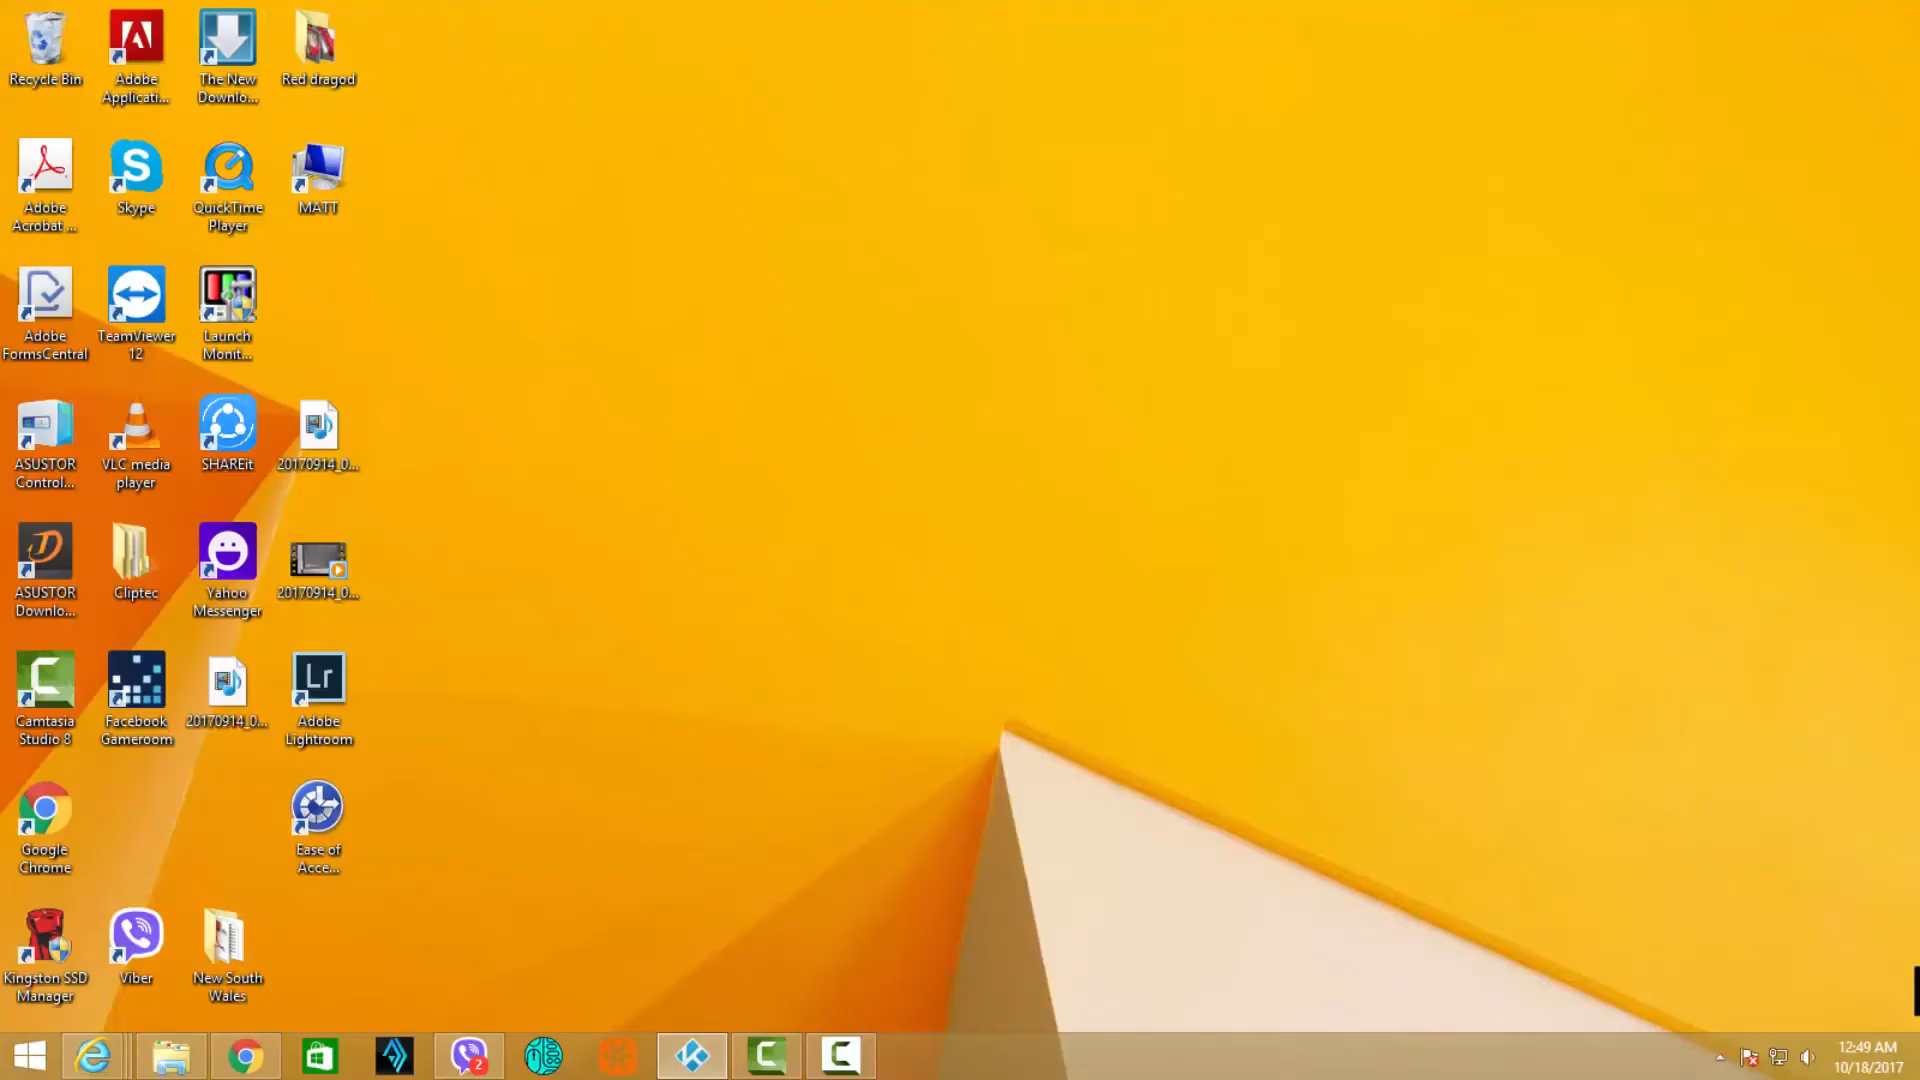 Recycle Bin
Adobe
Applicati...
The New
Downlo...
Red dragod
Adobe
Acrobat ...
Skype
QuickTime
Player
MATT
Adobe
FormsCentral
TeamViewer
12
Launch
Monit...
ASUSTOR
Control...
VLC media
player
SHAREit
20170914_0...
ASUSTOR
Downlo...
Cliptec
Yahoo
Messenger
20170914_0...
Camtasia
Studio 8
Facebook
Gameroom
20170914_0...
Lr
Adobe
Lightroom
Google
Chrome
Ease of
Acce...
Kingston SSD
Manager
Viber
New South
Wales
2
12:49 AM
10/18/2017